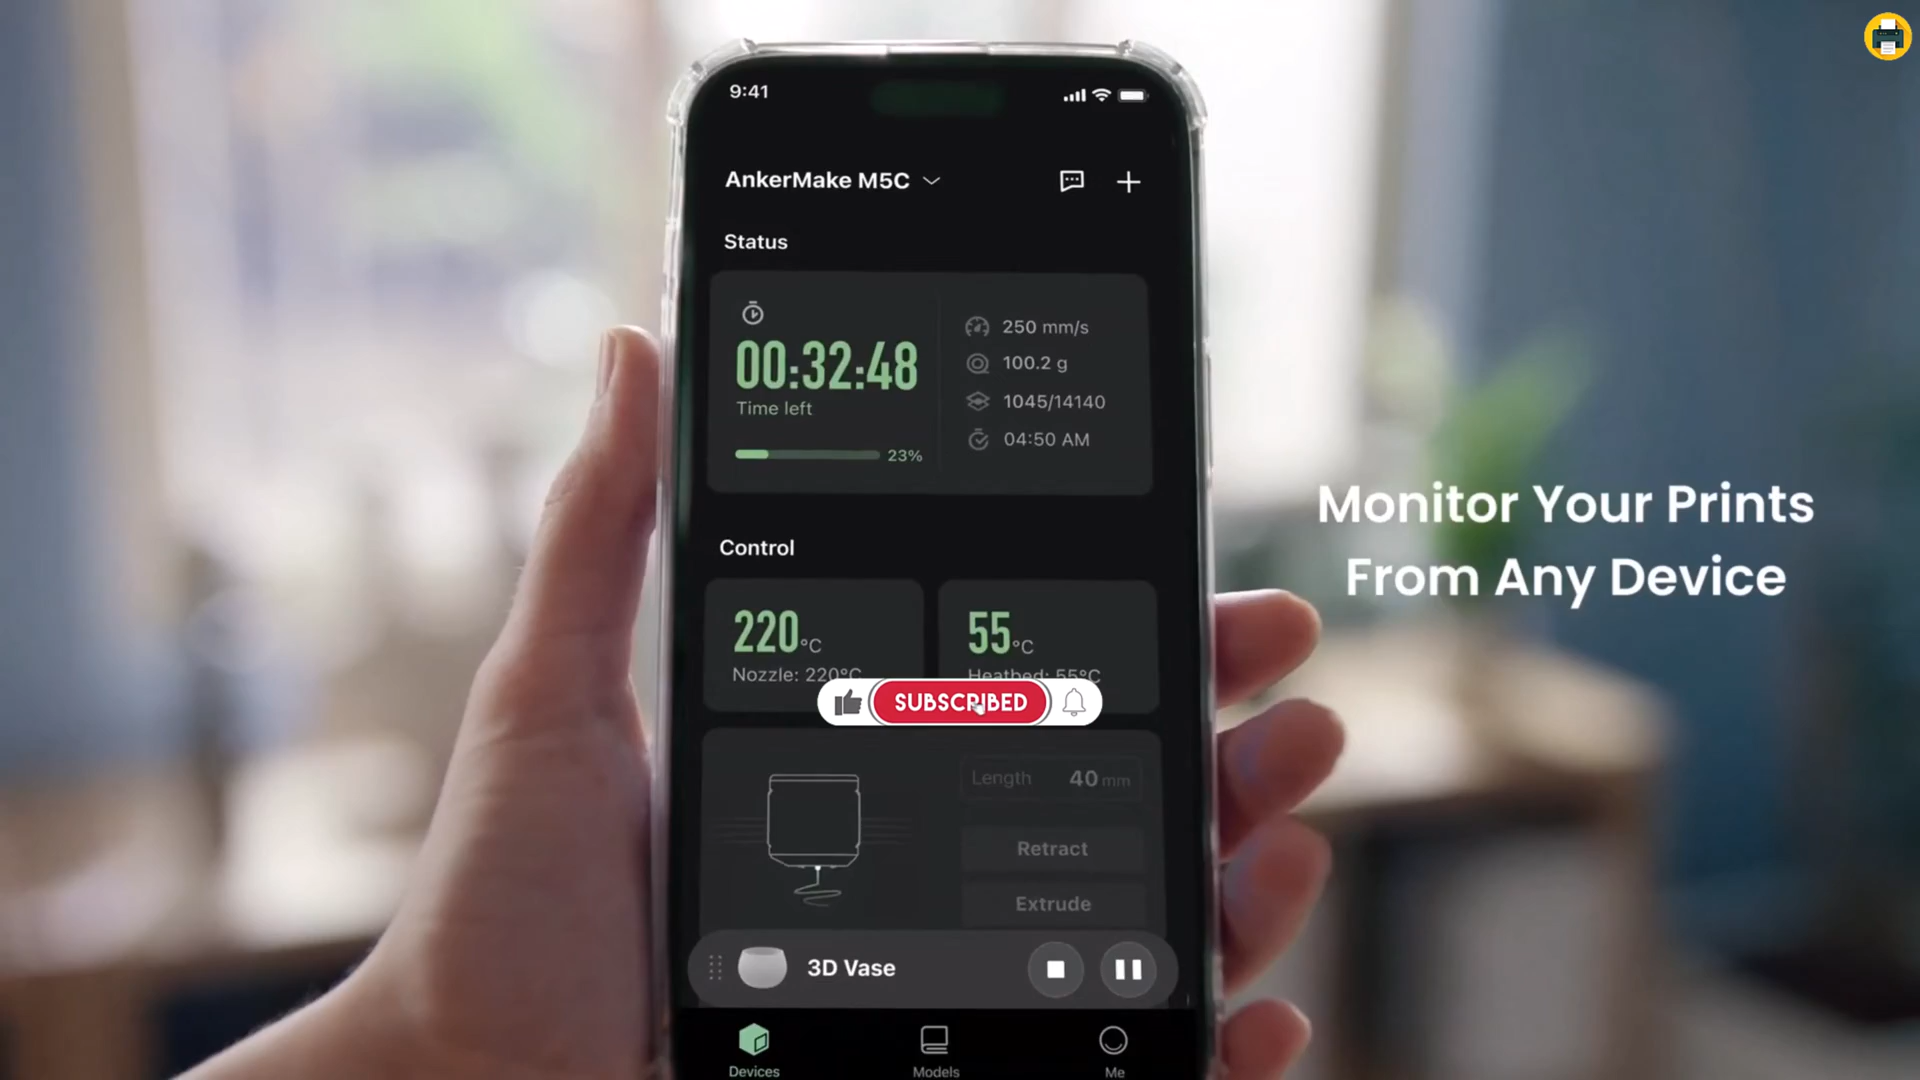 9:41
AnkerMake M5C
Status
00:32:48
Time left
23%
250 mm/s
100.2 g
1045/14140
04:50 AM
Monitor Your Prints
From Any Device
Control
220°C
Nozzle: 220°C
55°C
Heatbed: 55°C
SUBSCRIBED
Length 40 mm
Retract
Extrude
3D Vase
Devices
Models
Me